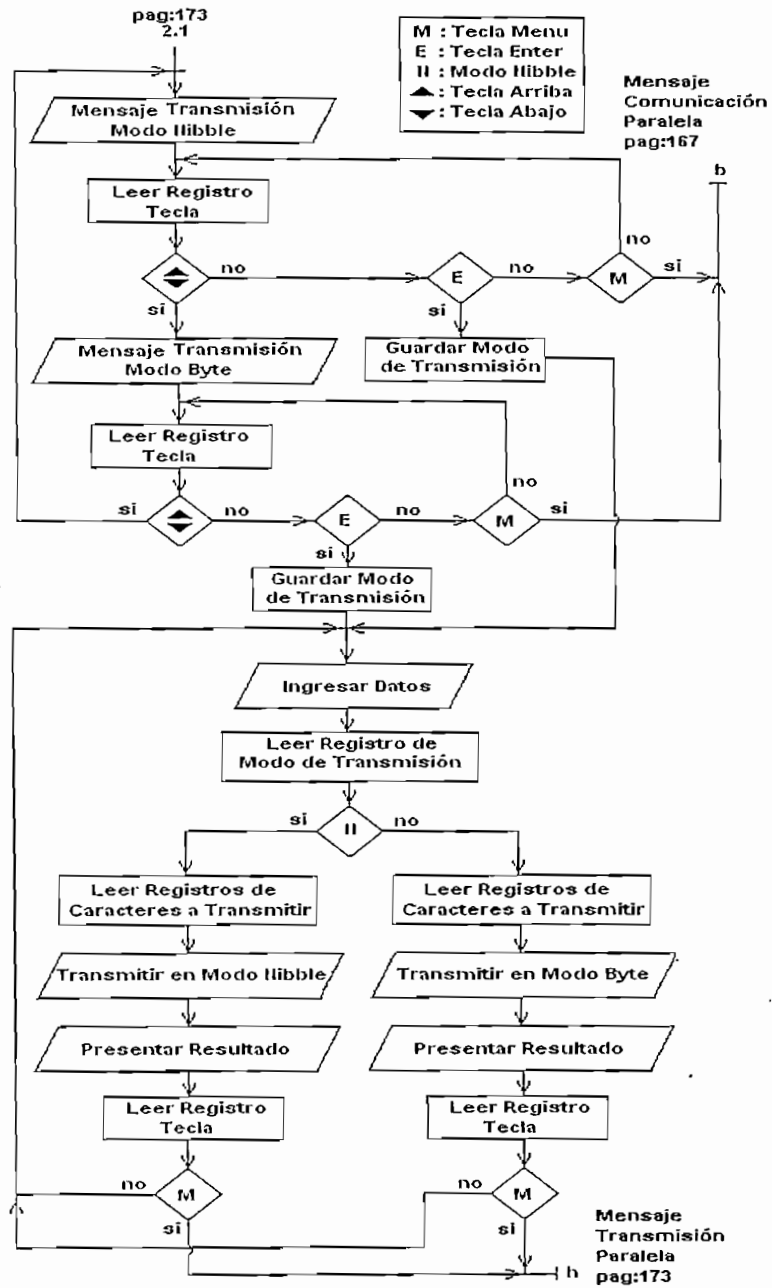 pag:173
2.1
M : Tecla Menu
E : Tecla Enter
N : Modo Nibble
: Tecla Arriba
: Tecla Abajo
Mensaje
Comunicación
Paralela
pag:167
b
Mensaje Transmisión
Modo Nibble
Leer Registro
Tecla
no
E
no
M
no
si
si
si
Mensaje Transmisión
Modo Byte
Guardar Modo
de Transmisión
Leer Registro
Tecla
si
no
E
no
M
no
si
si
Guardar Modo
de Transmisión
Ingresar Datos
Leer Registro de
Modo de Transmisión
si
N
no
Leer Registros de
Caracteres a Transmitir
Leer Registros de
Caracteres a Transmitir
Transmitir en Modo Nibble
Transmitir en Modo Byte
Presentar Resultado
Presentar Resultado
Leer Registro
Tecla
Leer Registro
Tecla
no
M
si
no
M
si
h
Mensaje
Transmisión
Paralela
pag:173